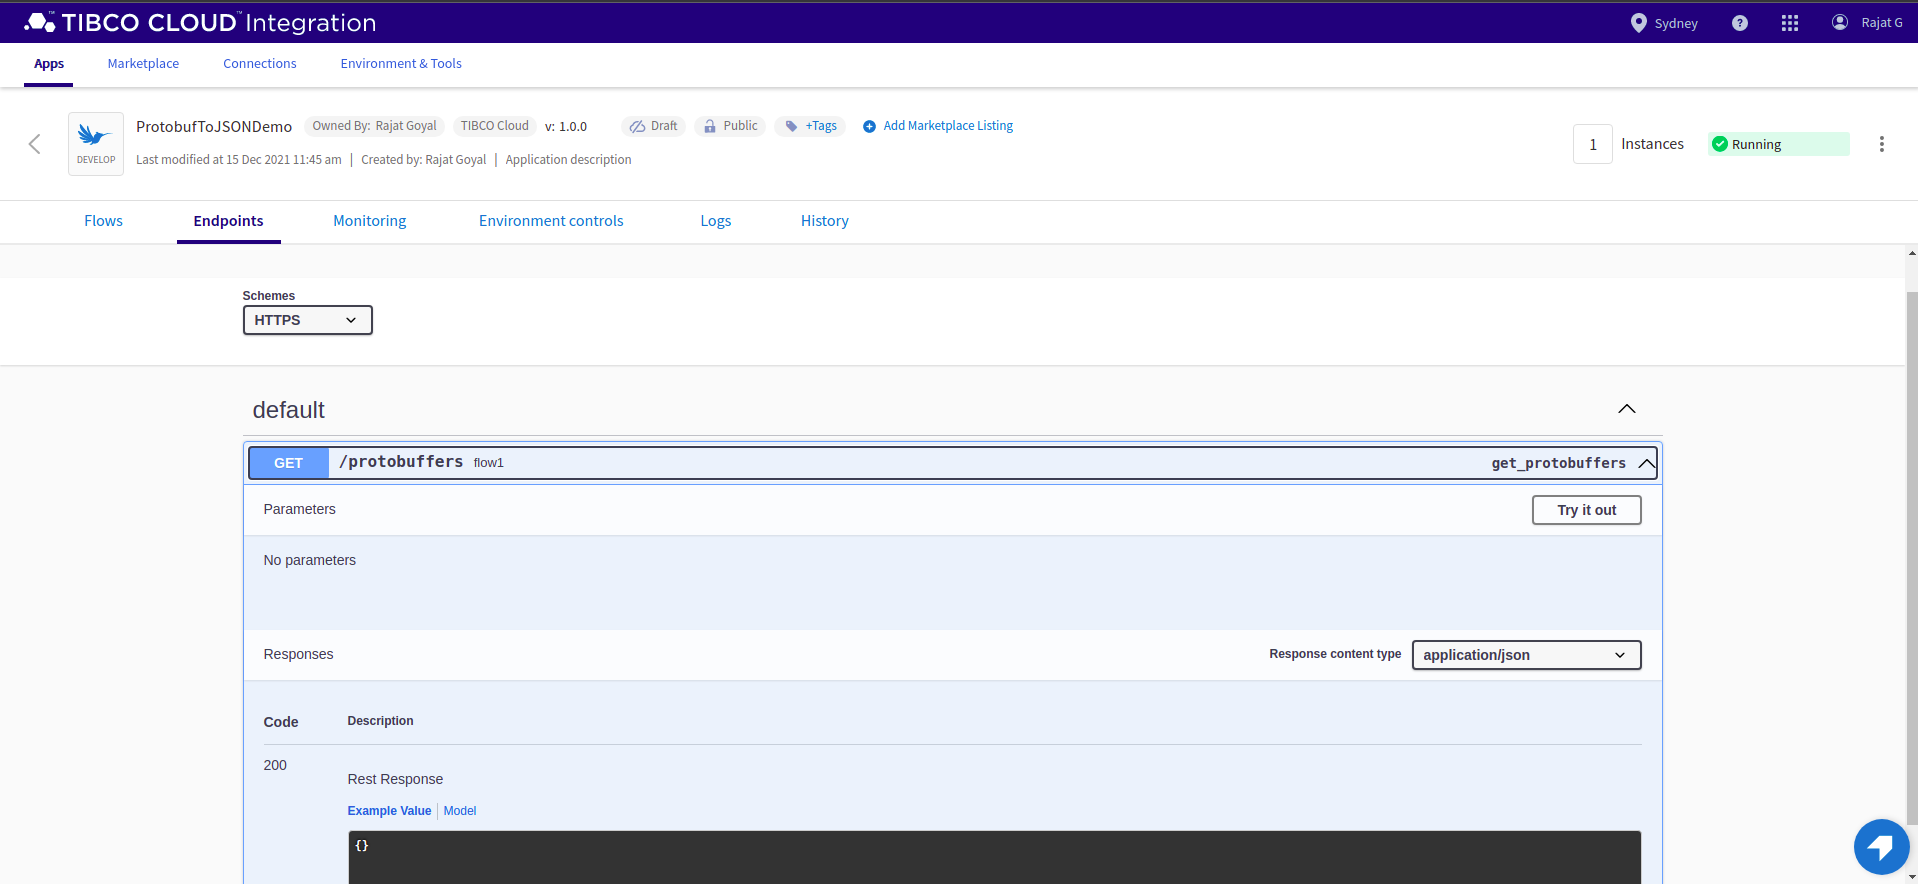 TIBCO CLOUD™ Integration
Sydney
?
Rajat G
Apps
Marketplace
Connections
Environment & Tools
DEVELOP
ProtobufToJSONDemo
Owned By: Rajat Goyal
TIBCO Cloud
v: 1.0.0
Draft
Public
+Tags
Add Marketplace Listing
Last modified at 15 Dec 2021 11:45 am | Created by: Rajat Goyal | Application description
1
Instances
Running
Flows
Endpoints
Monitoring
Environment controls
Logs
History
Schemes
HTTPS
default
GET
/protobuffers
flow1
get_protobuffers
Parameters
Try it out
No parameters
Responses
Response content type
application/json
Code
Description
200
Rest Response
Example Value
Model
{}